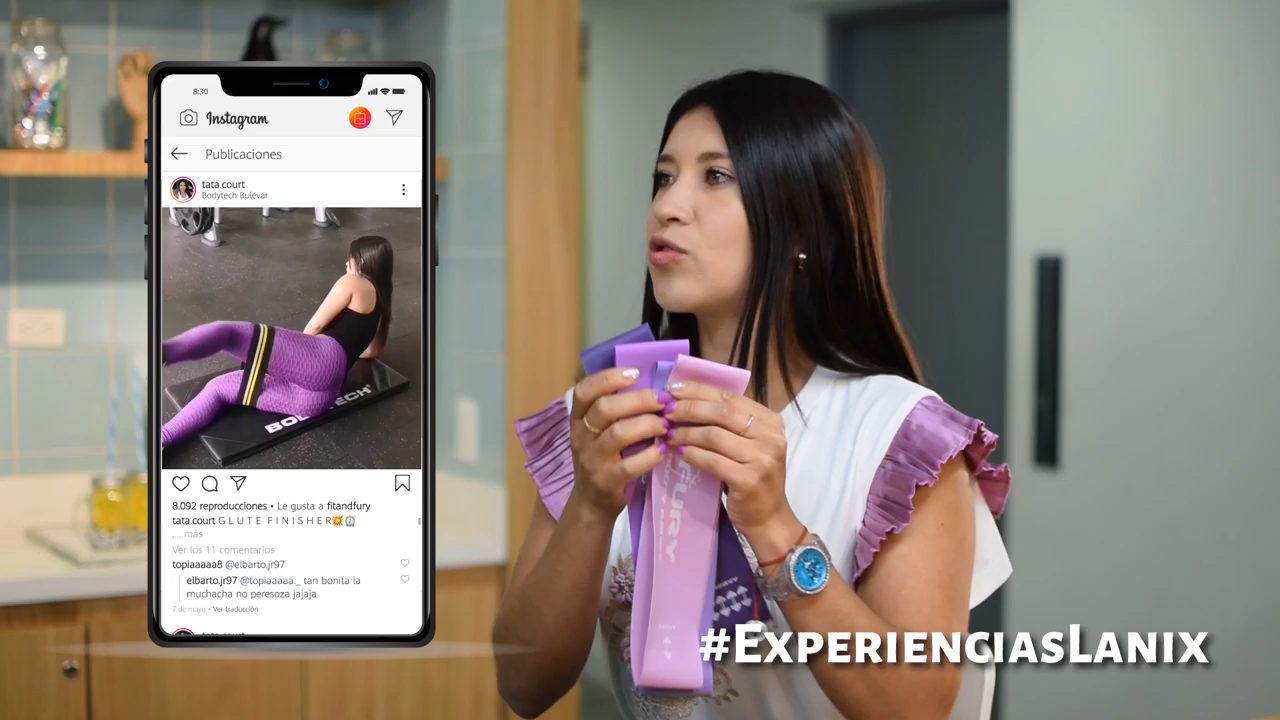 8:30
Instagram
Publicaciones
tata.court
Bodytech Bulevar
BODYTECH
8.092 reproducciones • Le gusta a fitandfury
tata.court G L U T E F I N I S H E R💥⏱
.... más
Ver los 11 comentarios
topiaaaaa8 @elbarto.jr97
elbarto.jr97 @topiaaaaa._ tan bonita la
muchacha no peresoza jajaja
7 de mayo • Ver traducción
FURY
#ExperienciasLanix